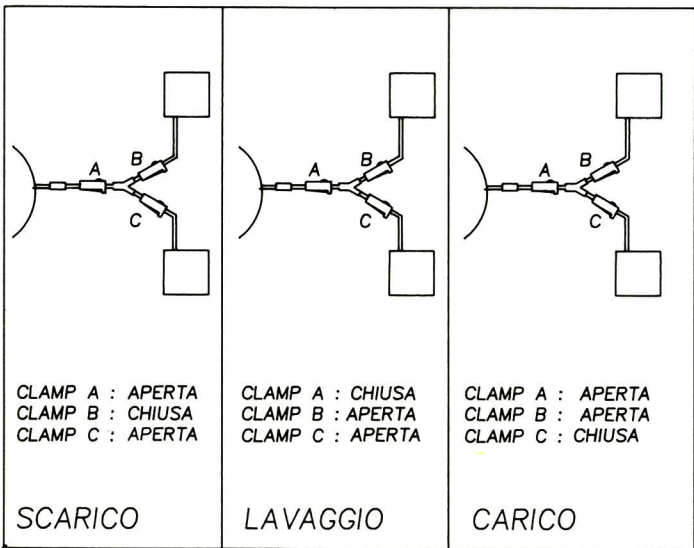 A
B
C
CLAMP A : APERTA
CLAMP B : CHIUSA
CLAMP C : APERTA
SCARICO
A
B
C
CLAMP A : CHIUSA
CLAMP B : APERTA
CLAMP C : APERTA
LAVAGGIO
A
B
C
CLAMP A : APERTA
CLAMP B : APERTA
CLAMP C : CHIUSA
CARICO